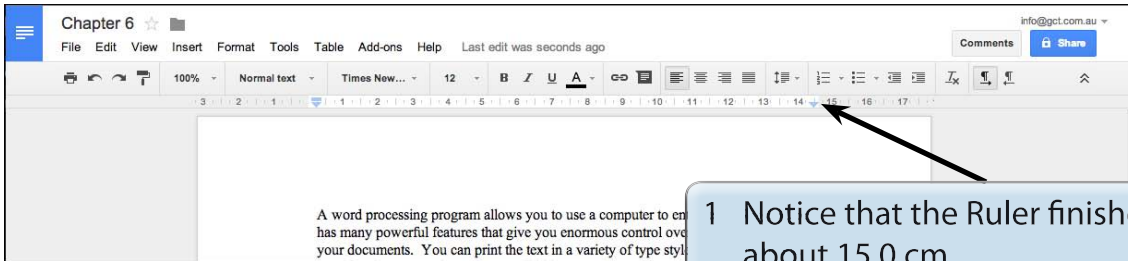 Chapter 6
info@gct.com.au
File Edit View Insert Format Tools Table Add-ons Help Last edit was seconds ago
Comments Share
100% Normal text Times New... 12 B I U A
3 2 1 1 2 3 4 5 6 7 8 9 10 11 12 13 14 15 16 17
A word processing program allows you to use a computer to en
has many powerful features that give you enormous control ove
your documents. You can print the text in a variety of type styl
1 Notice that the Ruler finishe
about 15.0 cm